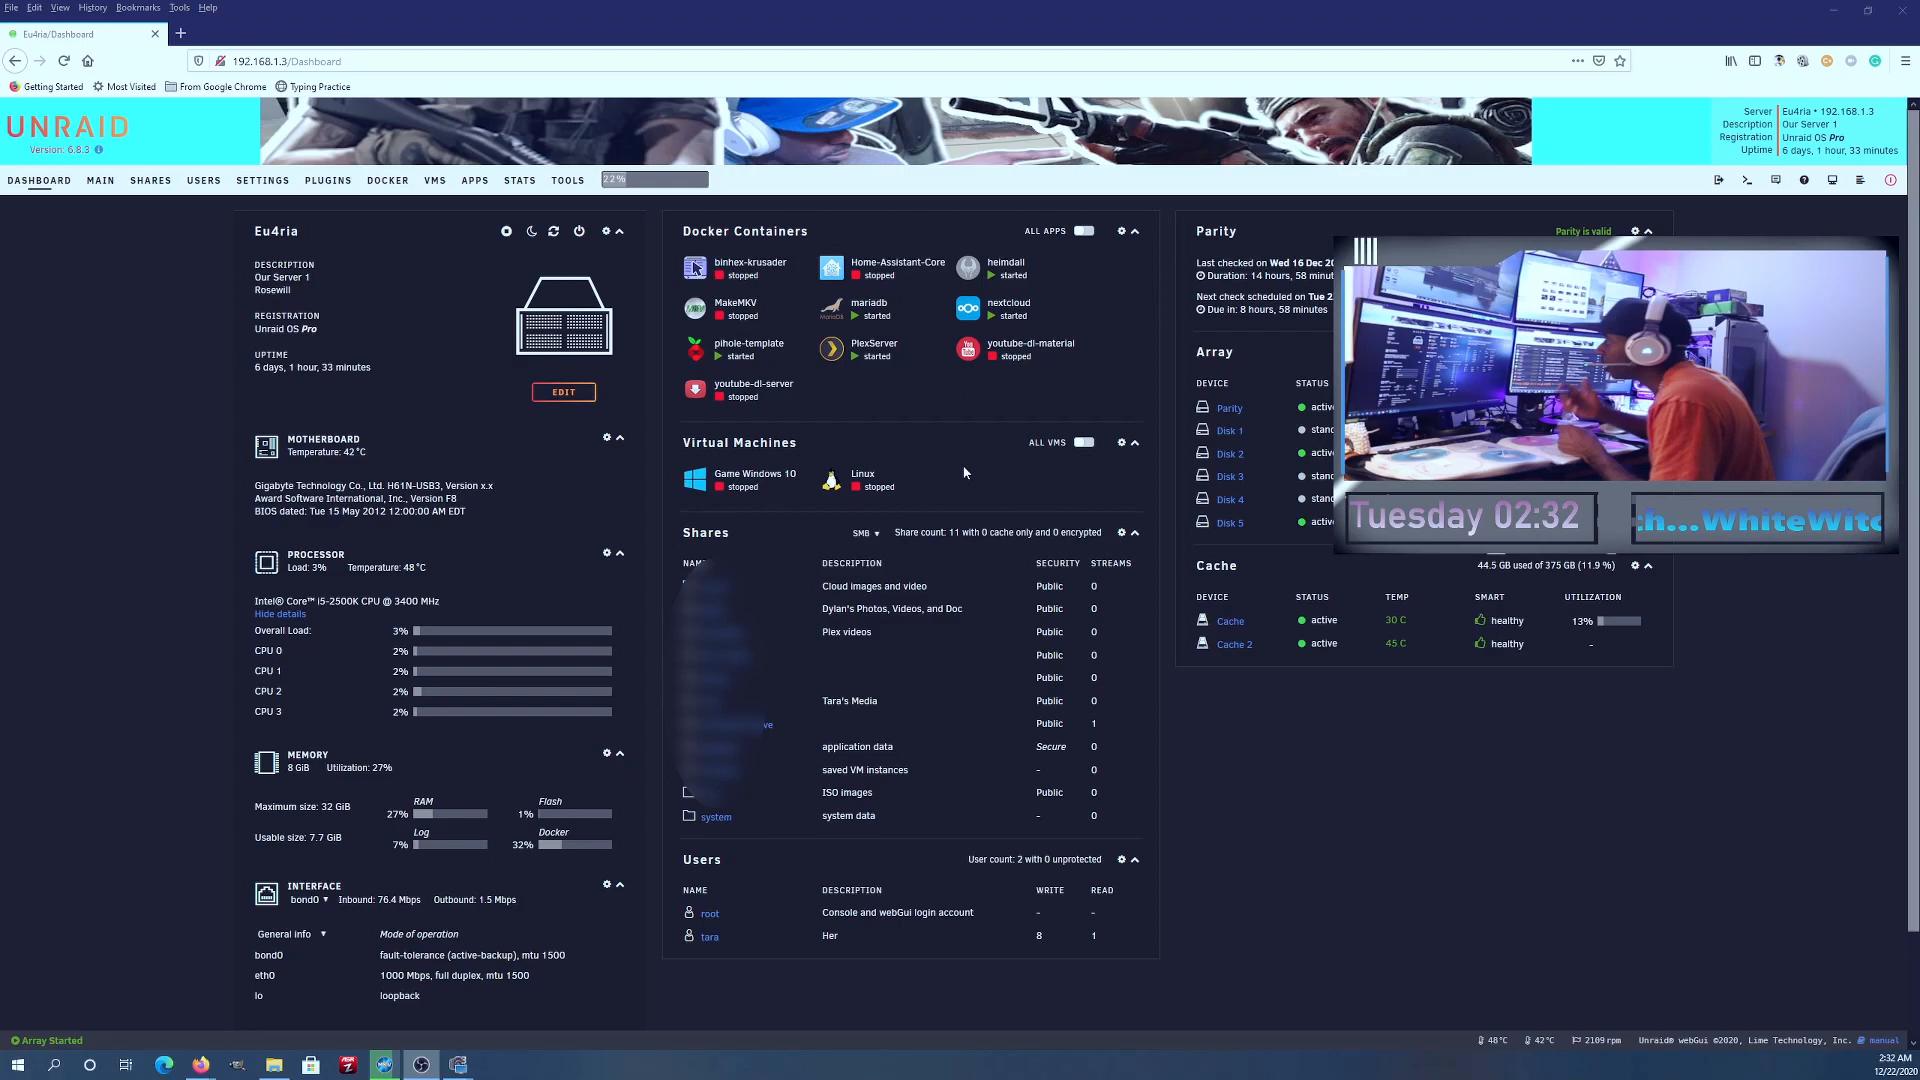 File Edit View History Bookmarks Tools Help
Eu4ria/Dashboard
192.168.1.3/Dashboard
Getting Started Most Visited From Google Chrome Typing Practice
UNRAID
Version: 6.8.3
Server Eu4ria • 192.168.1.3
Description Our Server 1
Registration Unraid OS Pro
Uptime 6 days, 1 hour, 33 minutes
DASHBOARD MAIN SHARES USERS SETTINGS PLUGINS DOCKER VMS APPS STATS TOOLS 22%
Eu4ria
DESCRIPTION
Our Server 1
Rosewill
REGISTRATION
Unraid OS Pro
UPTIME
6 days, 1 hour, 33 minutes
EDIT
MOTHERBOARD
Temperature: 42 °C
Gigabyte Technology Co., Ltd. H61N-USB3, Version x.x
Award Software International, Inc., Version F8
BIOS dated: Tue 15 May 2012 12:00:00 AM EDT
PROCESSOR
Load: 3% Temperature: 48 °C
Intel® Core™ i5-2500K CPU @ 3400 MHz
Hide details
Overall Load: 3%
CPU 0 2%
CPU 1 2%
CPU 2 2%
CPU 3 2%
MEMORY
8 GiB Utilization: 27%
RAM Flash
Maximum size: 32 GiB 27% 1%
Log Docker
Usable size: 7.7 GiB 7% 32%
INTERFACE
bond0 Inbound: 76.4 Mbps Outbound: 1.5 Mbps
General info Mode of operation
bond0 fault-tolerance (active-backup), mtu 1500
eth0 1000 Mbps, full duplex, mtu 1500
lo loopback
Docker Containers ALL APPS
binhex-krusader Home-Assistant-Core heimdall
stopped stopped started
MakeMKV mariadb nextcloud
stopped started started
pihole-template PlexServer youtube-dl-material
started started stopped
youtube-dl-server
stopped
Virtual Machines ALL VMS
Game Windows 10 Linux
stopped stopped
Shares SMB Share count: 11 with 0 cache only and 0 encrypted
DESCRIPTION SECURITY STREAMS
Cloud images and video Public 0
Dylan's Photos, Videos, and Doc Public 0
Plex videos Public 0
Public 0
Public 0
Tara's Media Public 0
ve Public 1
application data Secure 0
saved VM instances - 0
ISO images Public 0
system system data - 0
Users User count: 2 with 0 unprotected
NAME DESCRIPTION WRITE READ
root Console and webGui login account - -
tara Her 8 1
Parity Parity is valid
Last checked on Wed 16 Dec 20
Duration: 14 hours, 58 minut
Next check scheduled on Tue 2
Due in: 8 hours, 58 minutes
Array
DEVICE STATUS
Parity active
Disk 1 stand
Disk 2 active
Disk 3 stand
Disk 4 stand
Disk 5 active
Tuesday 02:32
h...WhiteWitc
Cache 44.5 GB used of 375 GB (11.9 %)
DEVICE STATUS TEMP SMART UTILIZATION
Cache active 30 C healthy 13%
Cache 2 active 45 C healthy -
Array Started
48°C 42°C 2109 rpm Unraid® webGui ©2020, Lime Technology, Inc. manual
2:32 AM
12/22/2020